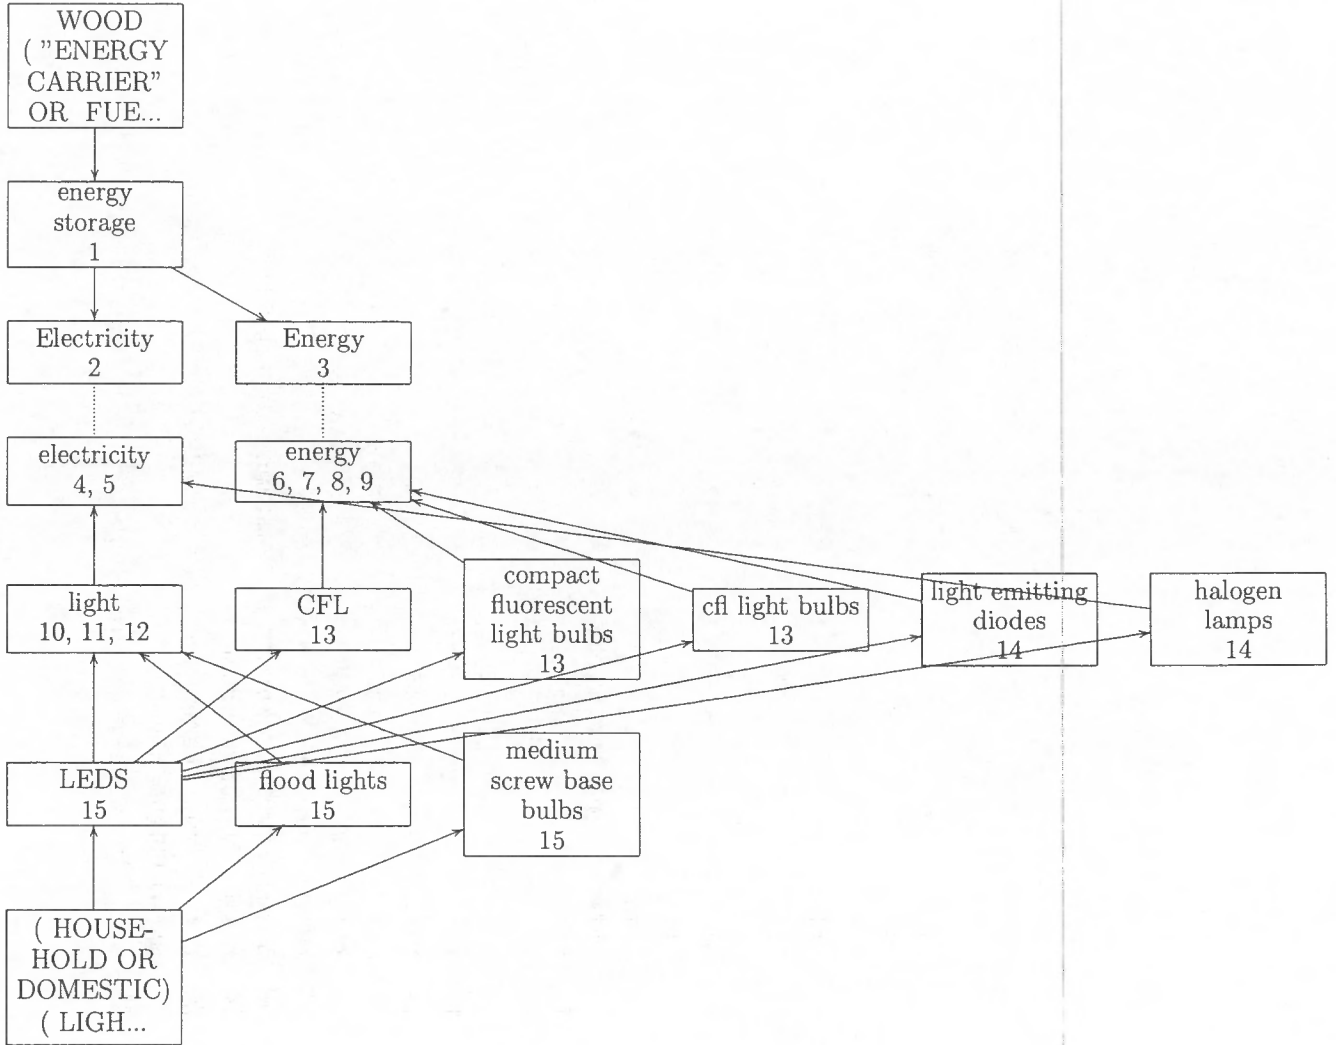 WOOD
( "ENERGY
CARRIER"
OR FUE...
energy
storage
1
Electricity
2
Energy
3
electricity
4, 5
energy
6, 7, 8, 9
light
10, 11, 12
CFL
13
compact
fluorescent
light bulbs
13
cfl light bulbs
13
light emitting
diodes
14
halogen
lamps
14
LEDS
15
flood lights
15
medium
screw base
bulbs
15
( HOUSE-
HOLD OR
DOMESTIC)
( LIGH...